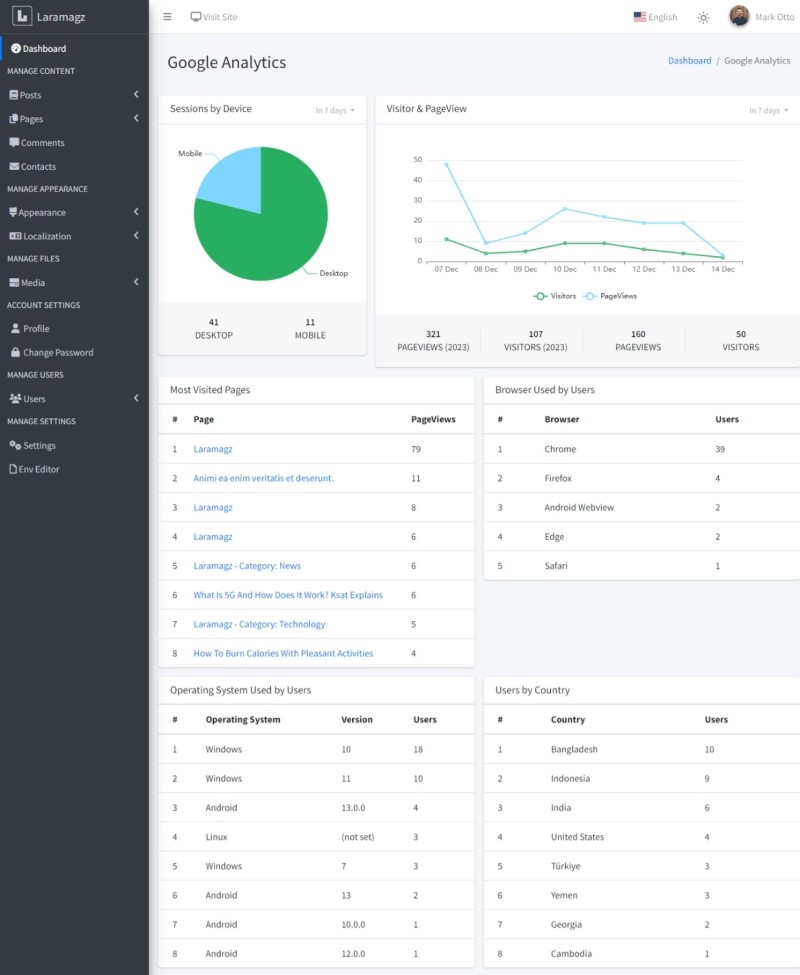 Laramagz
Visit Site
English
Mark Otto
Dashboard
MANAGE CONTENT
Posts
Pages
Comments
Contacts
MANAGE APPEARANCE
Appearance
Localization
MANAGE FILES
Media
ACCOUNT SETTINGS
Profile
Change Password
MANAGE USERS
Users
MANAGE SETTINGS
Settings
Env Editor
Google Analytics
Dashboard / Google Analytics
Sessions by Device
In 7 days
Mobile
Desktop
41
DESKTOP
11
MOBILE
Visitor & PageView
In 7 days
50
40
30
20
10
0
07 Dec 08 Dec 09 Dec 10 Dec 11 Dec 12 Dec 13 Dec 14 Dec
Visitors PageViews
321
PAGEVIEWS (2023)
107
VISITORS (2023)
160
PAGEVIEWS
50
VISITORS
Most Visited Pages
# Page PageViews
1 Laramagz 79
2 Animi ea enim veritatis et deserunt. 11
3 Laramagz 8
4 Laramagz 6
5 Laramagz - Category: News 6
6 What Is 5G And How Does It Work? Ksat Explains 6
7 Laramagz - Category: Technology 5
8 How To Burn Calories With Pleasant Activities 4
Browser Used by Users
# Browser Users
1 Chrome 39
2 Firefox 4
3 Android Webview 2
4 Edge 2
5 Safari 1
Operating System Used by Users
# Operating System Version Users
1 Windows 10 18
2 Windows 11 10
3 Android 13.0.0 4
4 Linux (not set) 3
5 Windows 7 3
6 Android 13 2
7 Android 10.0.0 1
8 Android 12.0.0 1
Users by Country
# Country Users
1 Bangladesh 10
2 Indonesia 9
3 India 6
4 United States 4
5 Türkiye 3
6 Yemen 3
7 Georgia 2
8 Cambodia 1